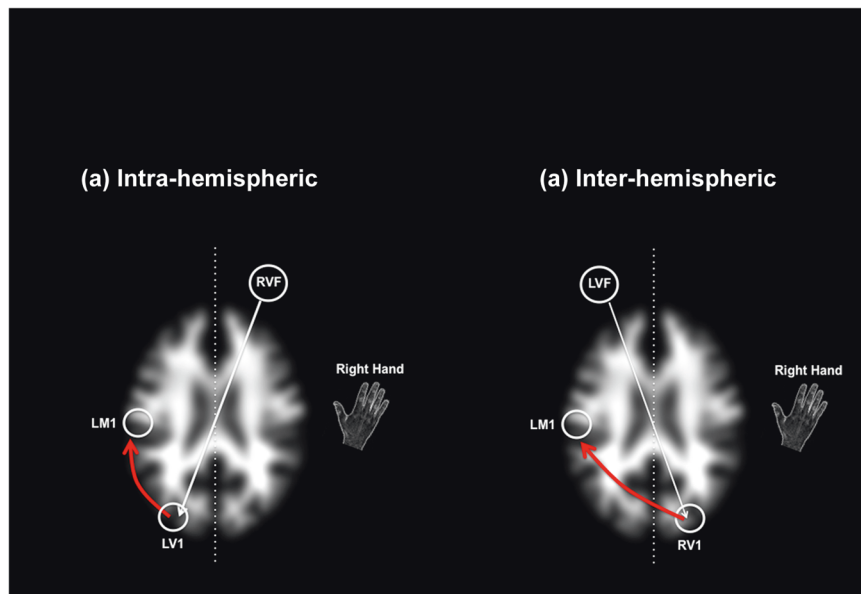 (a) Intra-hemispheric
RVF
Right Hand
LM1
LV1
(a) Inter-hemispheric
LVF
Right Hand
LM1
RV1